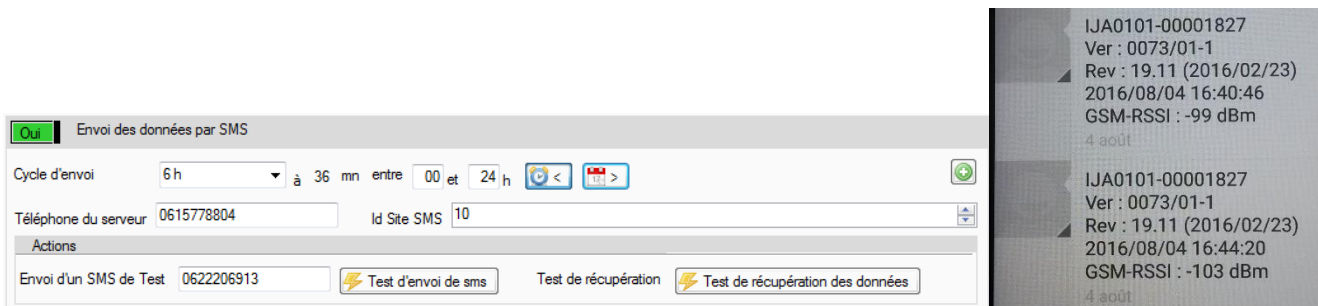 Oui Envoi des données par SMS
Cycle d'envoi 6 h à 36 mn entre 00 et 24 h < >
Téléphone du serveur 0615778804 Id Site SMS 10
Actions
Envoi d'un SMS de Test 0622206913 Test d'envoi de sms Test de récupération Test de récupération des données
IJA0101-00001827
Ver : 0073/01-1
Rev : 19.11 (2016/02/23)
2016/08/04 16:40:46
GSM-RSSI : -99 dBm
4 août
IJA0101-00001827
Ver : 0073/01-1
Rev : 19.11 (2016/02/23)
2016/08/04 16:44:20
GSM-RSSI : -103 dBm
4 août